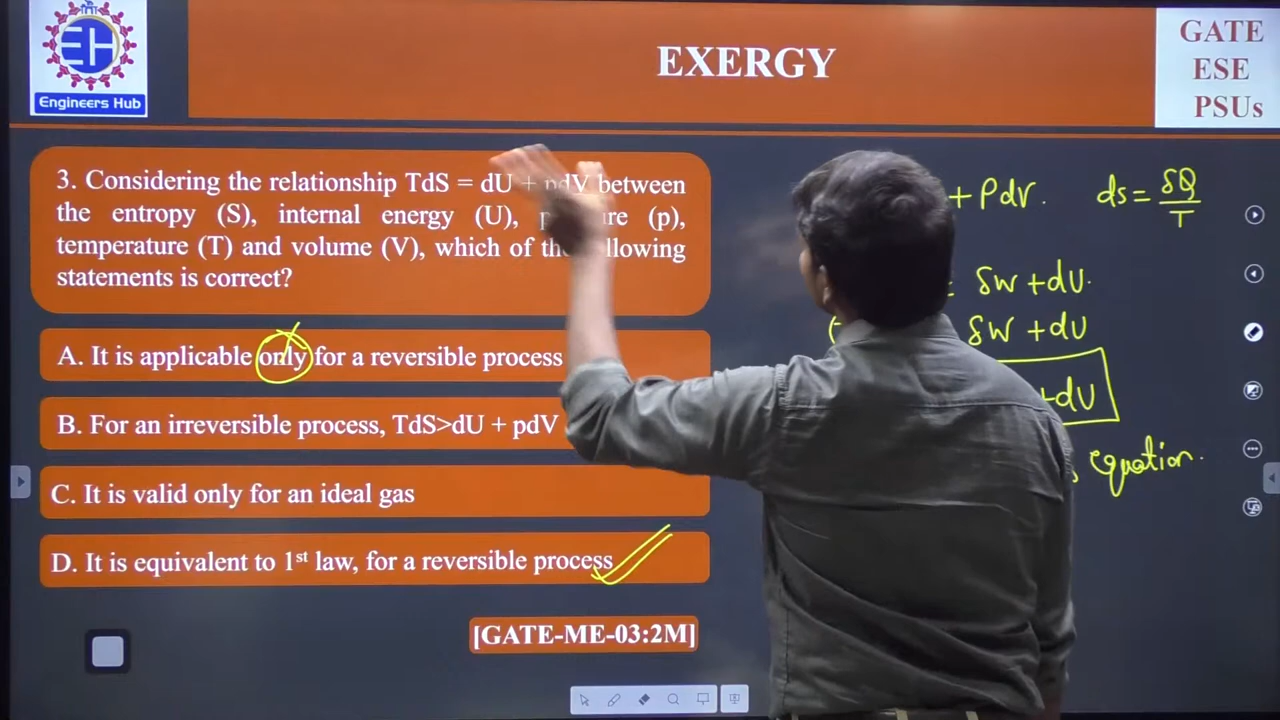 Engineers Hub
EXERGY
GATE
ESE
PSUs
3. Considering the relationship TdS = dU + pdV between
the entropy (S), internal energy (U), (p),
temperature (T) and volume (V), which of
statements is correct?
A. It is applicable only for a reversible process
B. For an irreversible process, TdS>dU + pdV
C. It is valid only for an ideal gas
D. It is equivalent to 1st law, for a reversible process
[GATE-ME-03:2M]
+ Pdv. ds = δQ
T
= δW + dU.
δW + dU
+dU
equation.